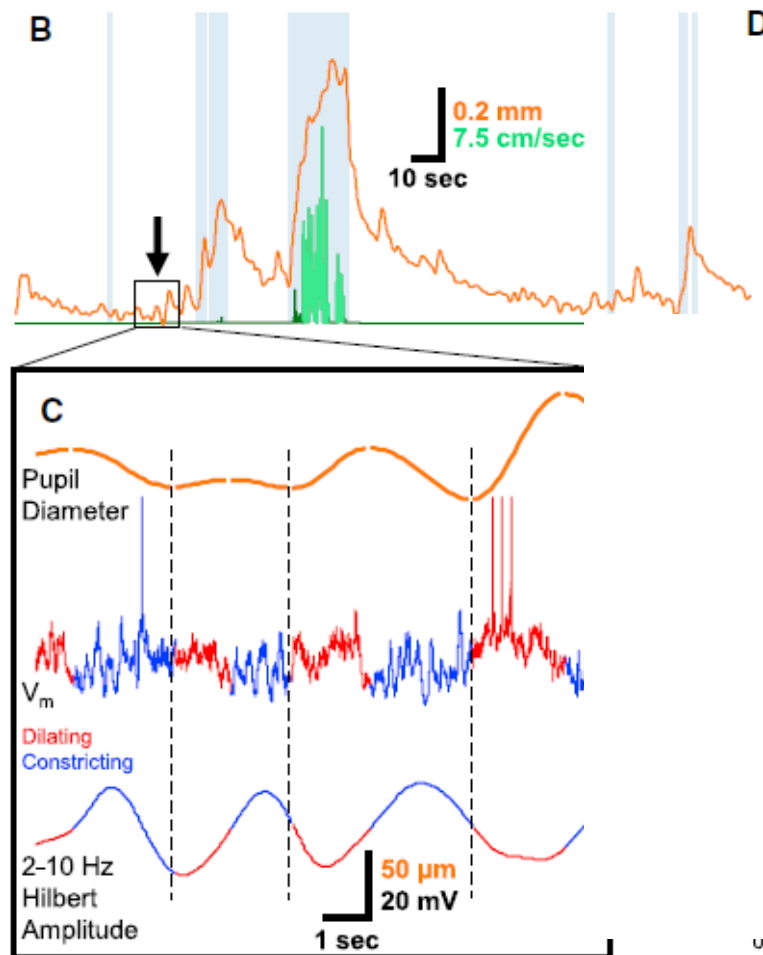 B
D
0.2 mm
7.5 cm/sec
10 sec
C
Pupil
Diameter
Vm
Dilating
Constricting
2–10 Hz
Hilbert
Amplitude
50 µm
20 mV
1 sec